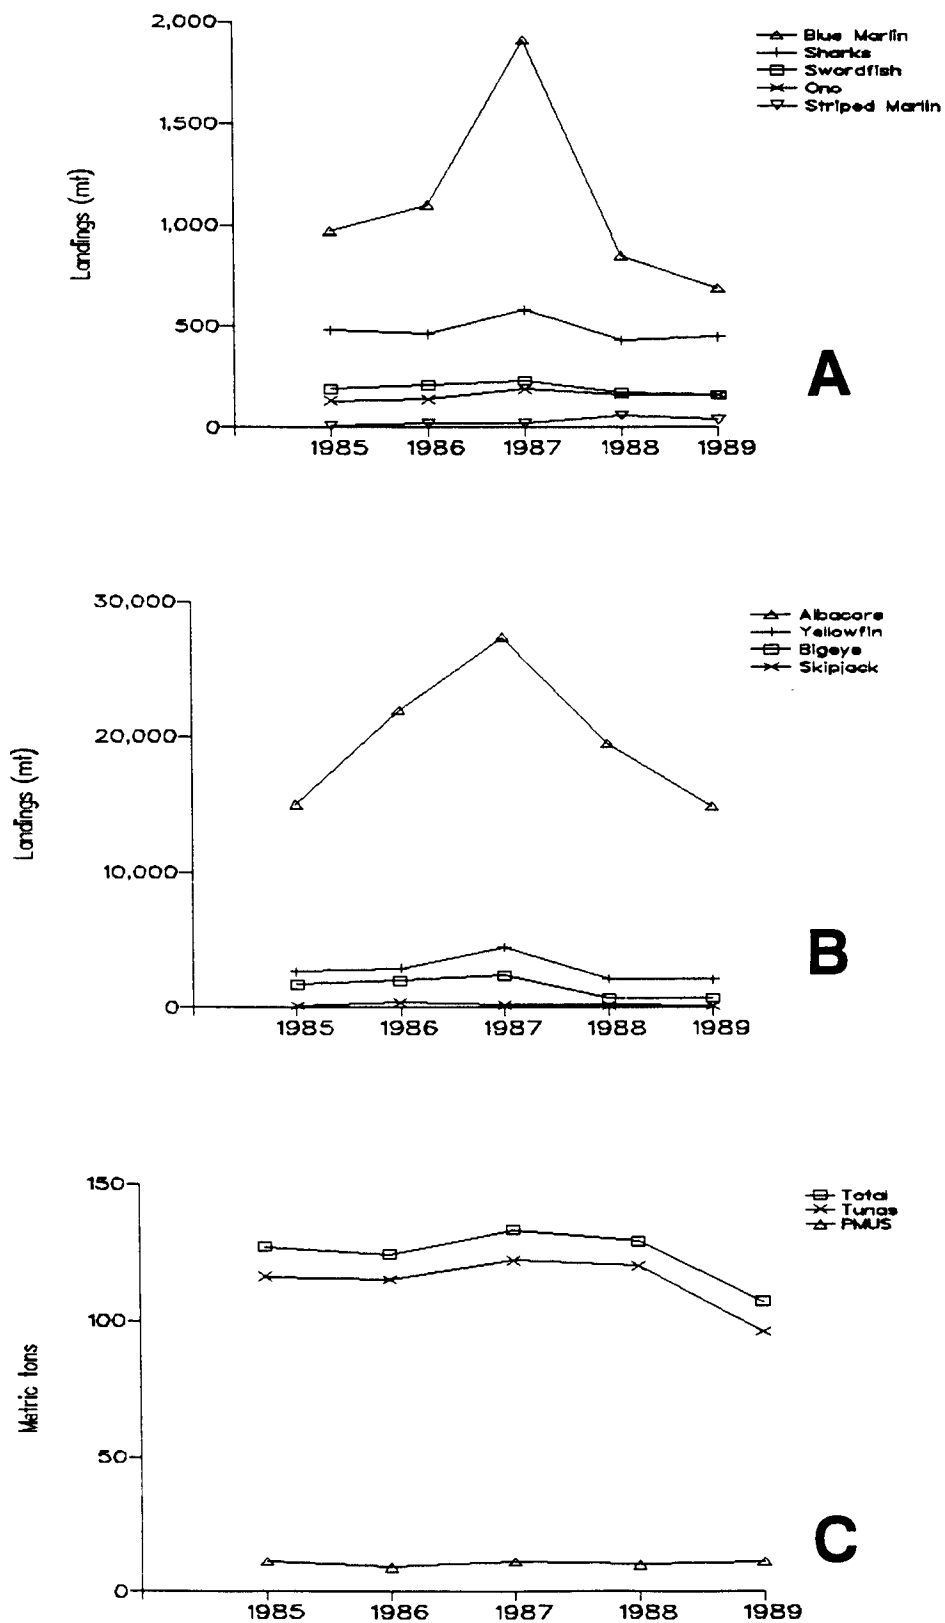 2,000
1,500
1,000
500
0
Landings (mt)
1985 1986 1987 1988 1989
Blue Marlin
Sharks
Swordfish
Ono
Striped Marlin
A
30,000
20,000
10,000
0
Landings (mt)
1985 1986 1987 1988 1989
Albacore
Yellowfin
Bigeye
Skipjack
B
150
100
50
0
Metric tons
1985 1986 1987 1988 1989
Total
Tunas
PMUS
C